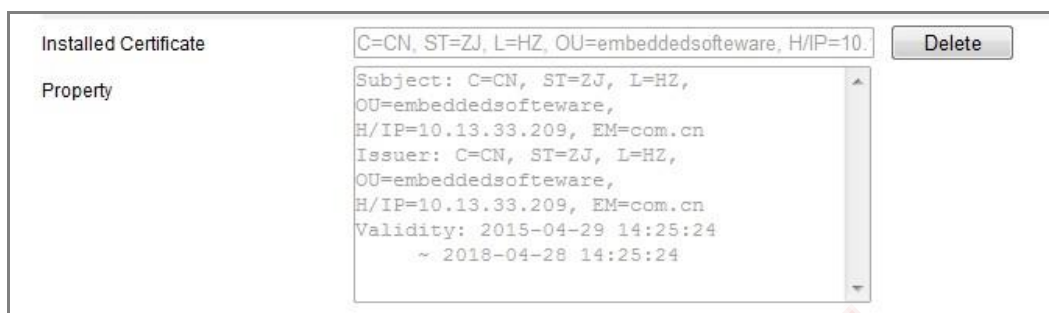 Installed Certificate
C=CN, ST=ZJ, L=HZ, OU=embeddedsofteware, H/IP=10.
Delete
Property
Subject: C=CN, ST=ZJ, L=HZ,
OU=embeddedsofteware,
H/IP=10.13.33.209, EM=com.cn
Issuer: C=CN, ST=ZJ, L=HZ,
OU=embeddedsofteware,
H/IP=10.13.33.209, EM=com.cn
Validity: 2015-04-29 14:25:24
~ 2018-04-28 14:25:24